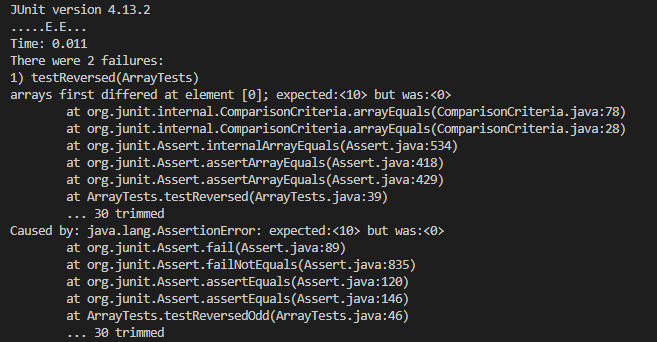 JUnit version 4.13.2
.....E.E...
Time: 0.011
There were 2 failures:
1) testReversed(ArrayTests)
arrays first differed at element [0]; expected:<10> but was:<0>
        at org.junit.internal.ComparisonCriteria.arrayEquals(ComparisonCriteria.java:78)
        at org.junit.internal.ComparisonCriteria.arrayEquals(ComparisonCriteria.java:28)
        at org.junit.Assert.internalArrayEquals(Assert.java:534)
        at org.junit.Assert.assertArrayEquals(Assert.java:418)
        at org.junit.Assert.assertArrayEquals(Assert.java:429)
        at ArrayTests.testReversed(ArrayTests.java:39)
        ... 30 trimmed
Caused by: java.lang.AssertionError: expected:<10> but was:<0>
        at org.junit.Assert.fail(Assert.java:89)
        at org.junit.Assert.failNotEquals(Assert.java:835)
        at org.junit.Assert.assertEquals(Assert.java:120)
        at org.junit.Assert.assertEquals(Assert.java:146)
        at ArrayTests.testReversedOdd(ArrayTests.java:46)
        ... 30 trimmed